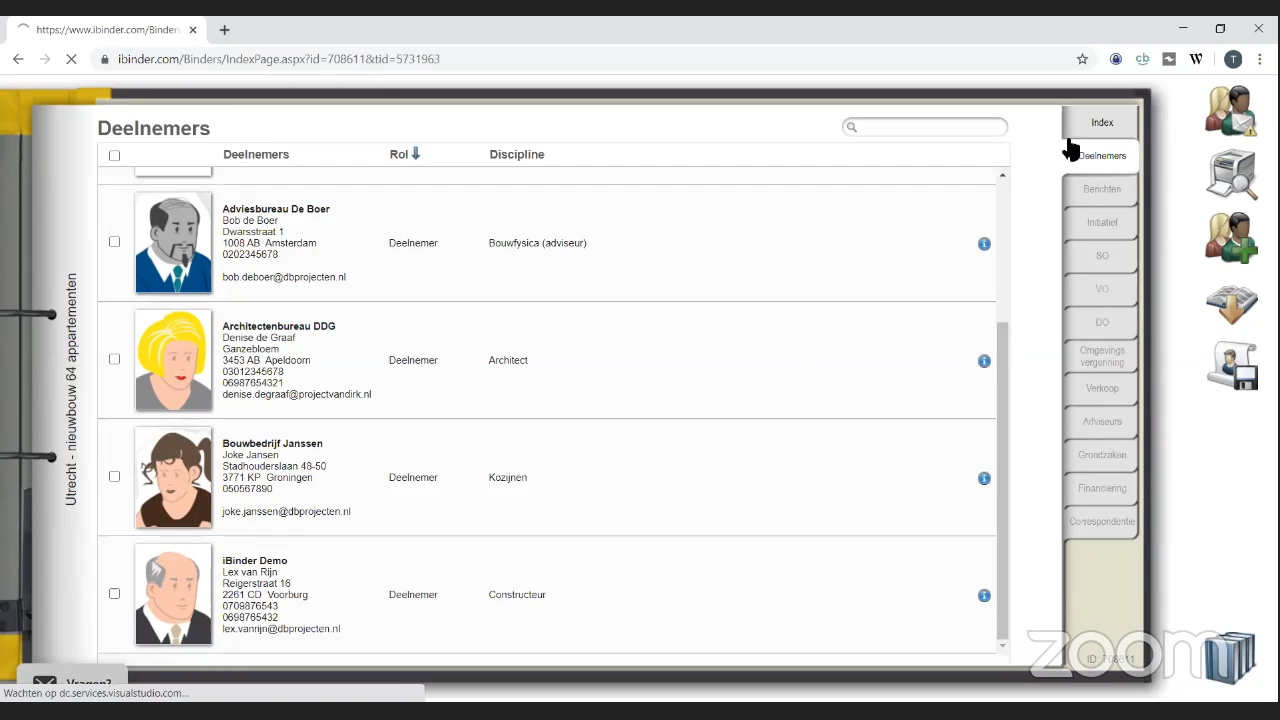 https://www.ibinder.com/Binders
ibinder.com/Binders/IndexPage.aspx?id=708611&tid=5731963
cb
W
T
Deelnemers
Deelnemers
Rol
Discipline
Adviesbureau De Boer
Bob de Boer
Dwarsstraat 1
1008 AB Amsterdam
0202345678
bob.deboer@dbprojecten.nl
Deelnemer
Bouwfysica (adviseur)
Architectenbureau DDG
Denise de Graaf
Ganzebloem
3453 AB Apeldoorn
03012345678
06987654321
denise.degraaf@projectvandirk.nl
Deelnemer
Architect
Bouwbedrijf Janssen
Joke Jansen
Stadhouderslaan 48-50
3771 KP Groningen
050567890
joke.janssen@dbprojecten.nl
Deelnemer
Kozijnen
iBinder Demo
Lex van Rijn
Reigerstraat 16
2261 CD Voorburg
0709876543
0698765432
lex.vanrijn@dbprojecten.nl
Deelnemer
Constructeur
Utrecht - nieuwbouw 64 appartementen
Index
Deelnemers
Berichten
Initiatief
SO
VO
DO
Omgevings
vergunning
Verkoop
Adviseurs
Grondzaken
Financiering
Correspondentie
ID: 708611
zoom
Vragen?
Wachten op dc.services.visualstudio.com...